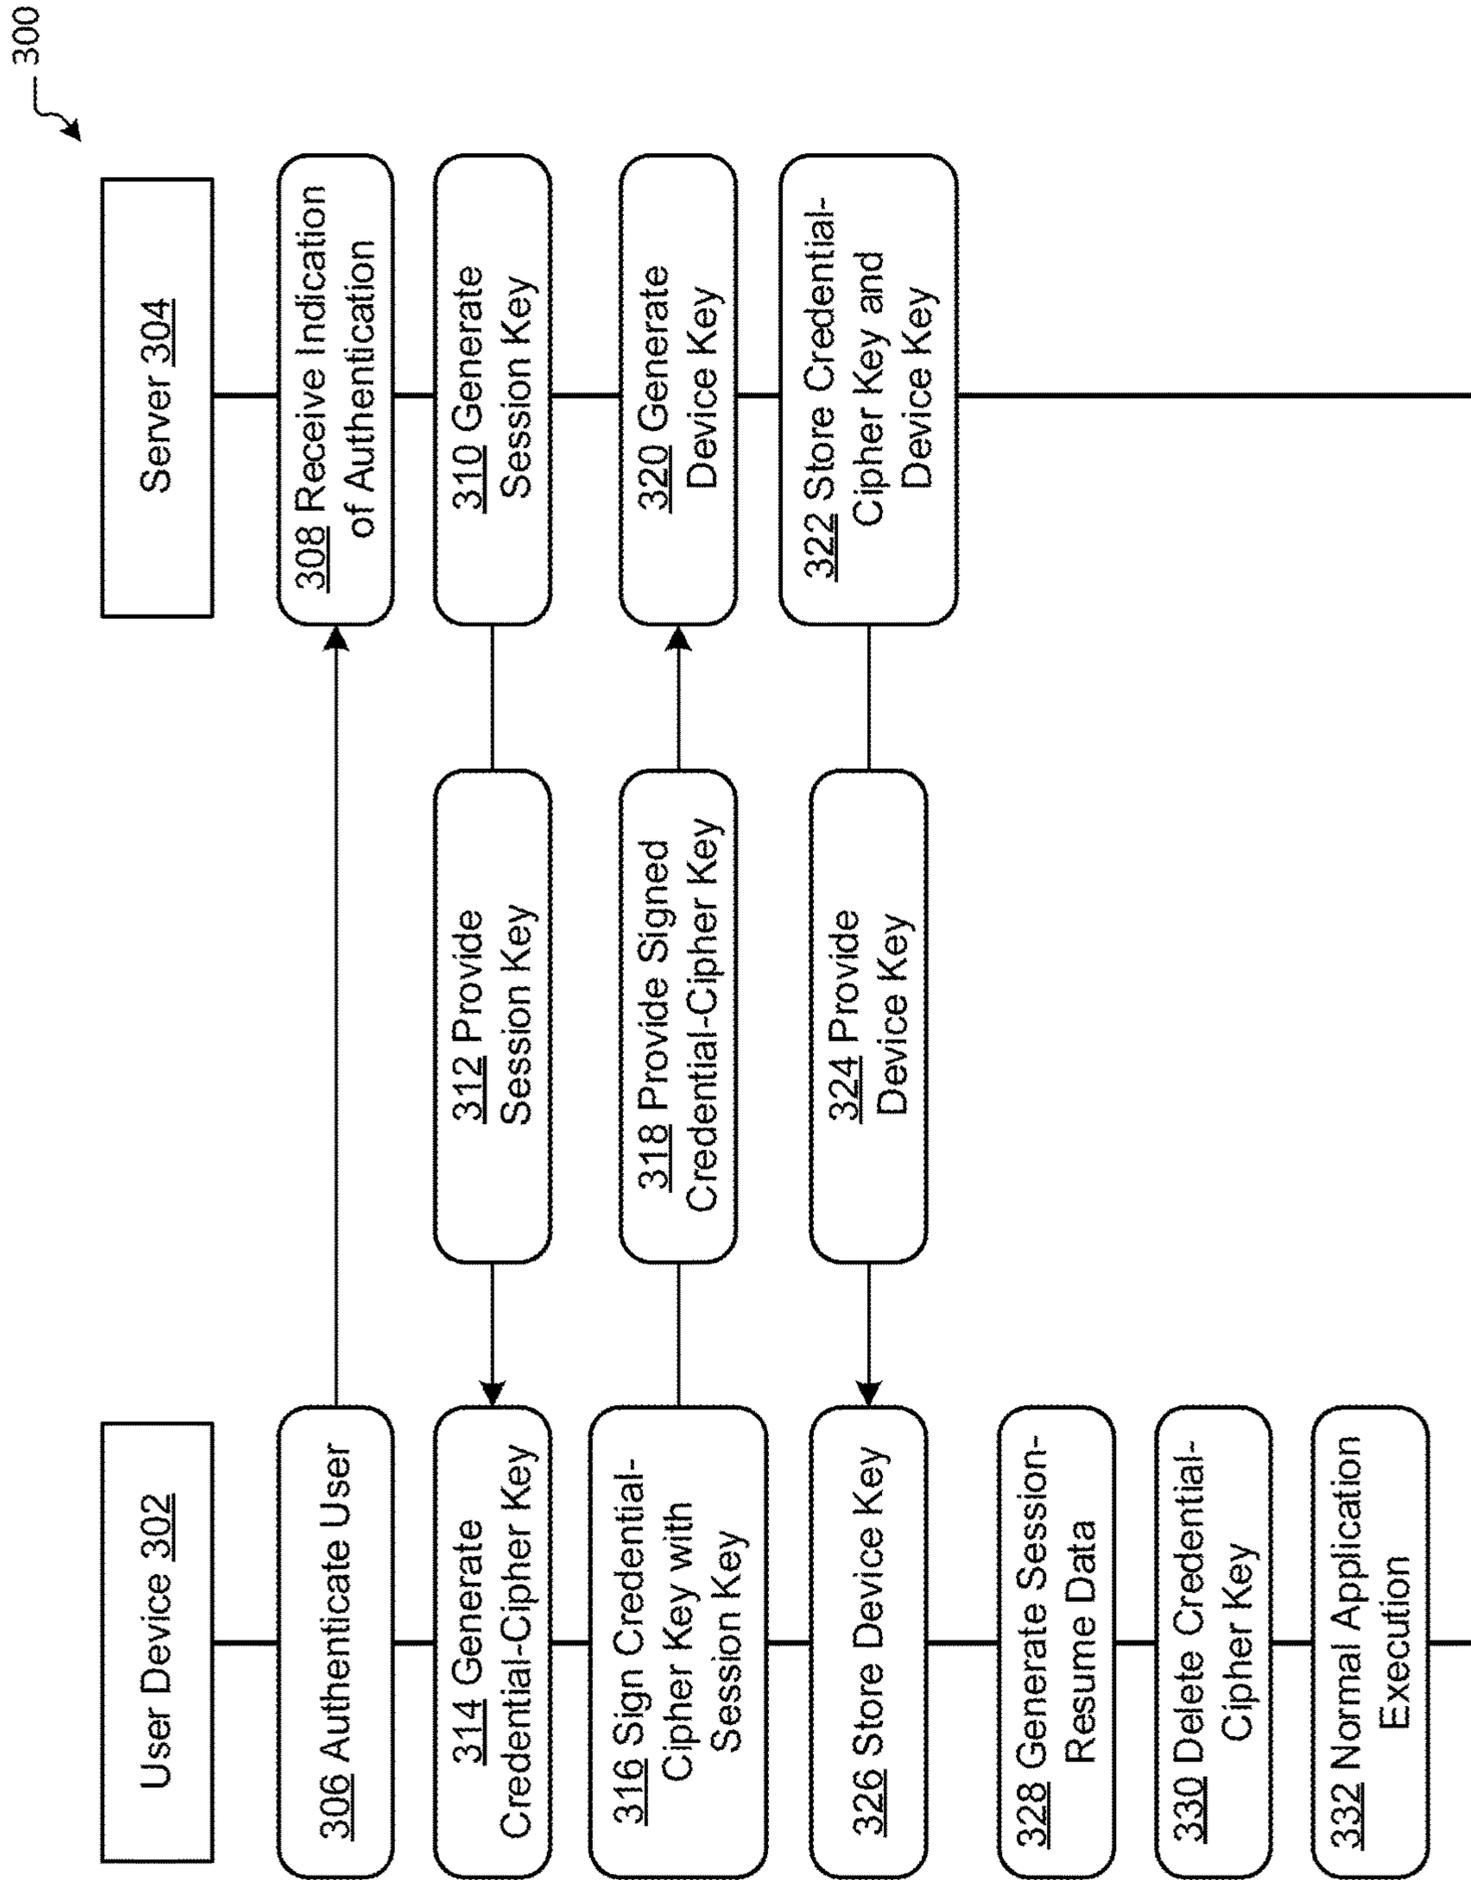 300
User Device 302
Server 304
306 Authenticate User
308 Receive Indication
of Authentication
314 Generate
Credential-Cipher Key
312 Provide
Session Key
310 Generate
Session Key
316 Sign Credential-
Cipher Key with
Session Key
318 Provide Signed
Credential-Cipher Key
320 Generate
Device Key
326 Store Device Key
324 Provide
Device Key
322 Store Credential-
Cipher Key and
Device Key
328 Generate Session-
Resume Data
330 Delete Credential-
Cipher Key
332 Normal Application
Execution